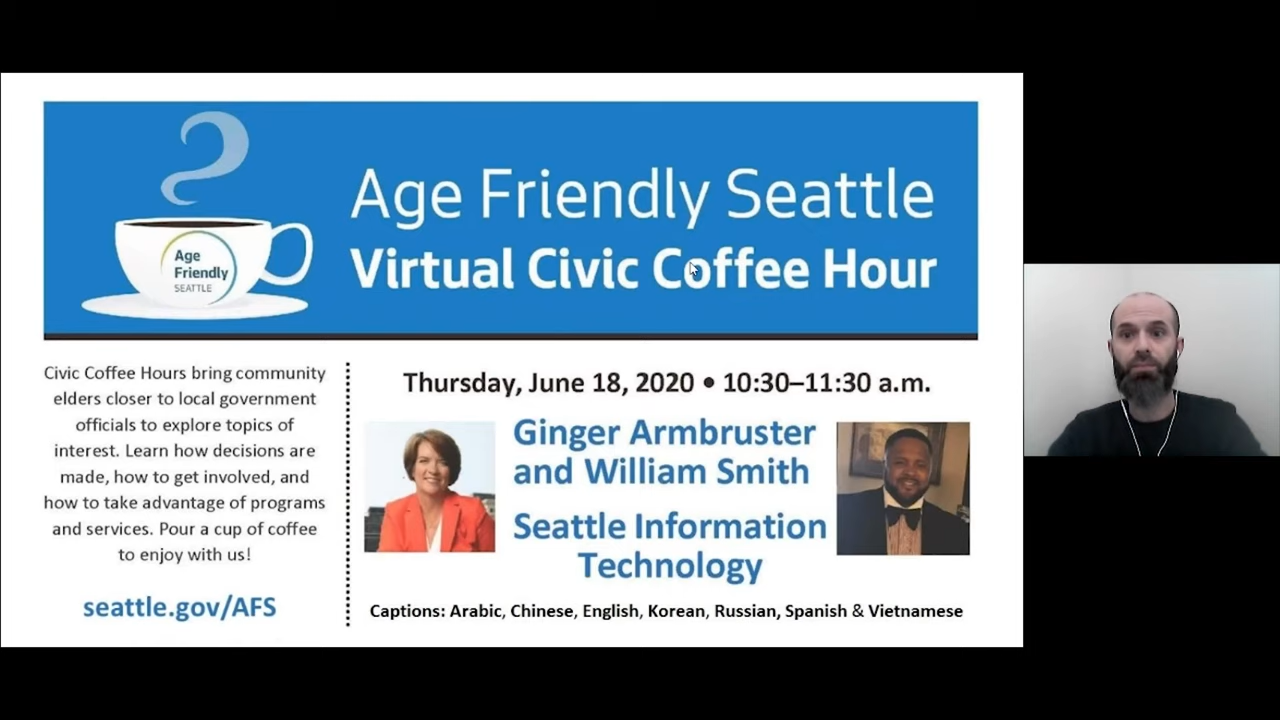 Age Friendly Seattle
Virtual Civic Coffee Hour
Age
Friendly
SEATTLE
Civic Coffee Hours bring community
elders closer to local government
officials to explore topics of
interest. Learn how decisions are
made, how to get involved, and
how to take advantage of programs
and services. Pour a cup of coffee
to enjoy with us!
seattle.gov/AFS
Thursday, June 18, 2020 • 10:30–11:30 a.m.
Ginger Armbruster
and William Smith
Seattle Information
Technology
Captions: Arabic, Chinese, English, Korean, Russian, Spanish & Vietnamese